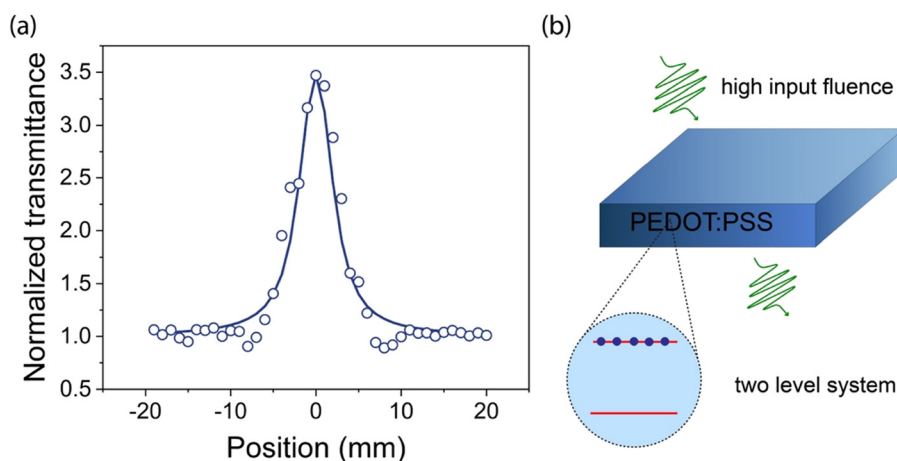 (a)
Normalized transmittance
3.5
3.0
2.5
2.0
1.5
1.0
0.5
-20 -10 0 10 20
Position (mm)
(b)
high input fluence
PEDOT:PSS
two level system